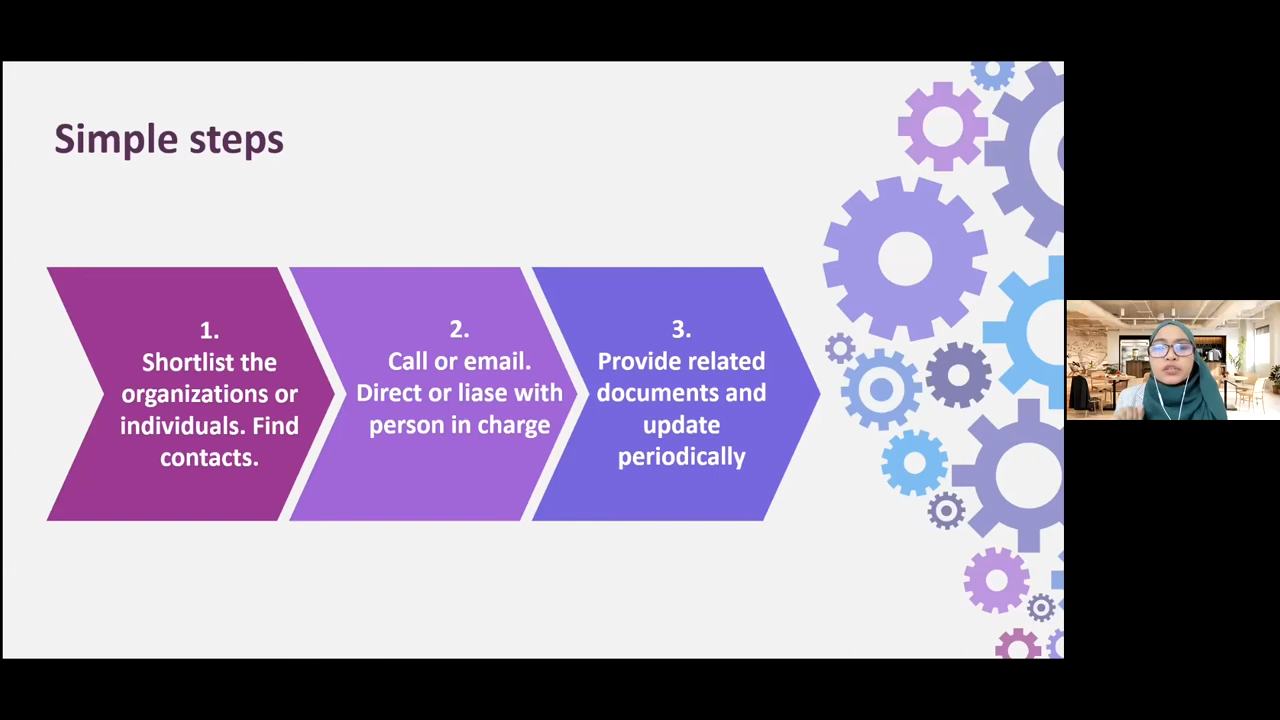 Simple steps
1.
Shortlist the
organizations or
individuals. Find
contacts.
2.
Call or email.
Direct or liase with
person in charge
3.
Provide related
documents and
update
periodically